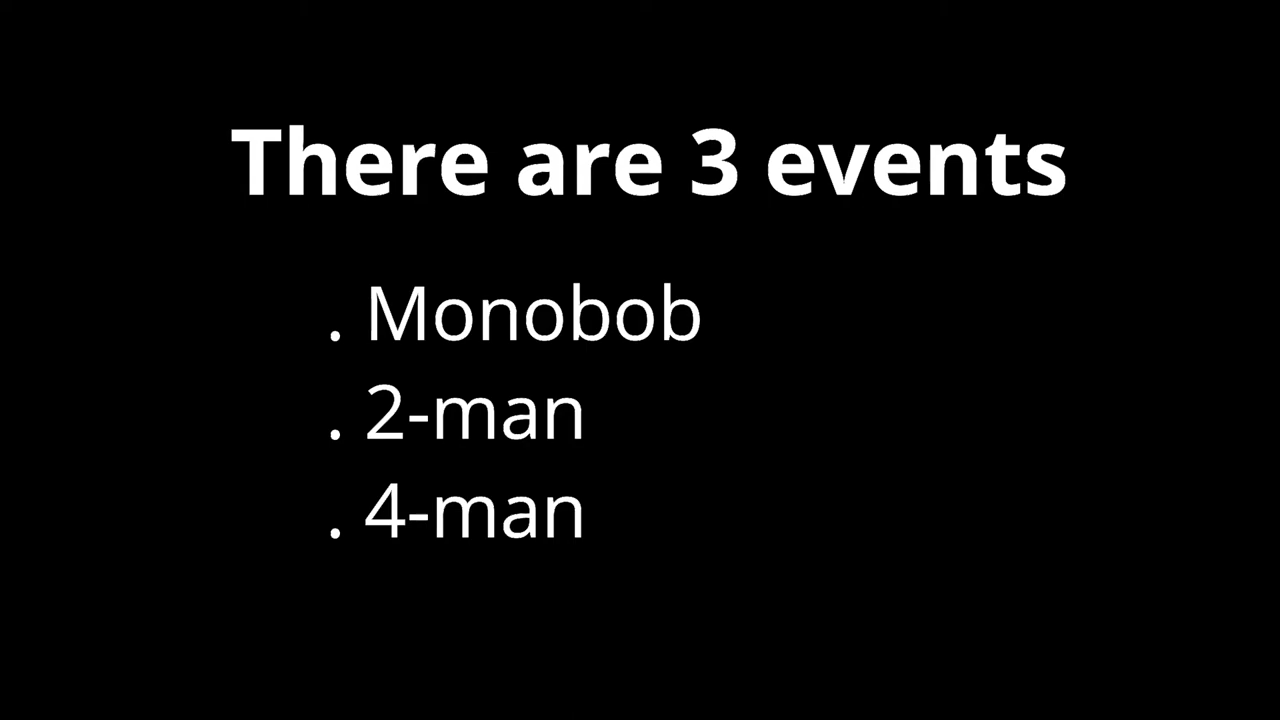 There are 3 events
. Monobob
. 2-man
. 4-man